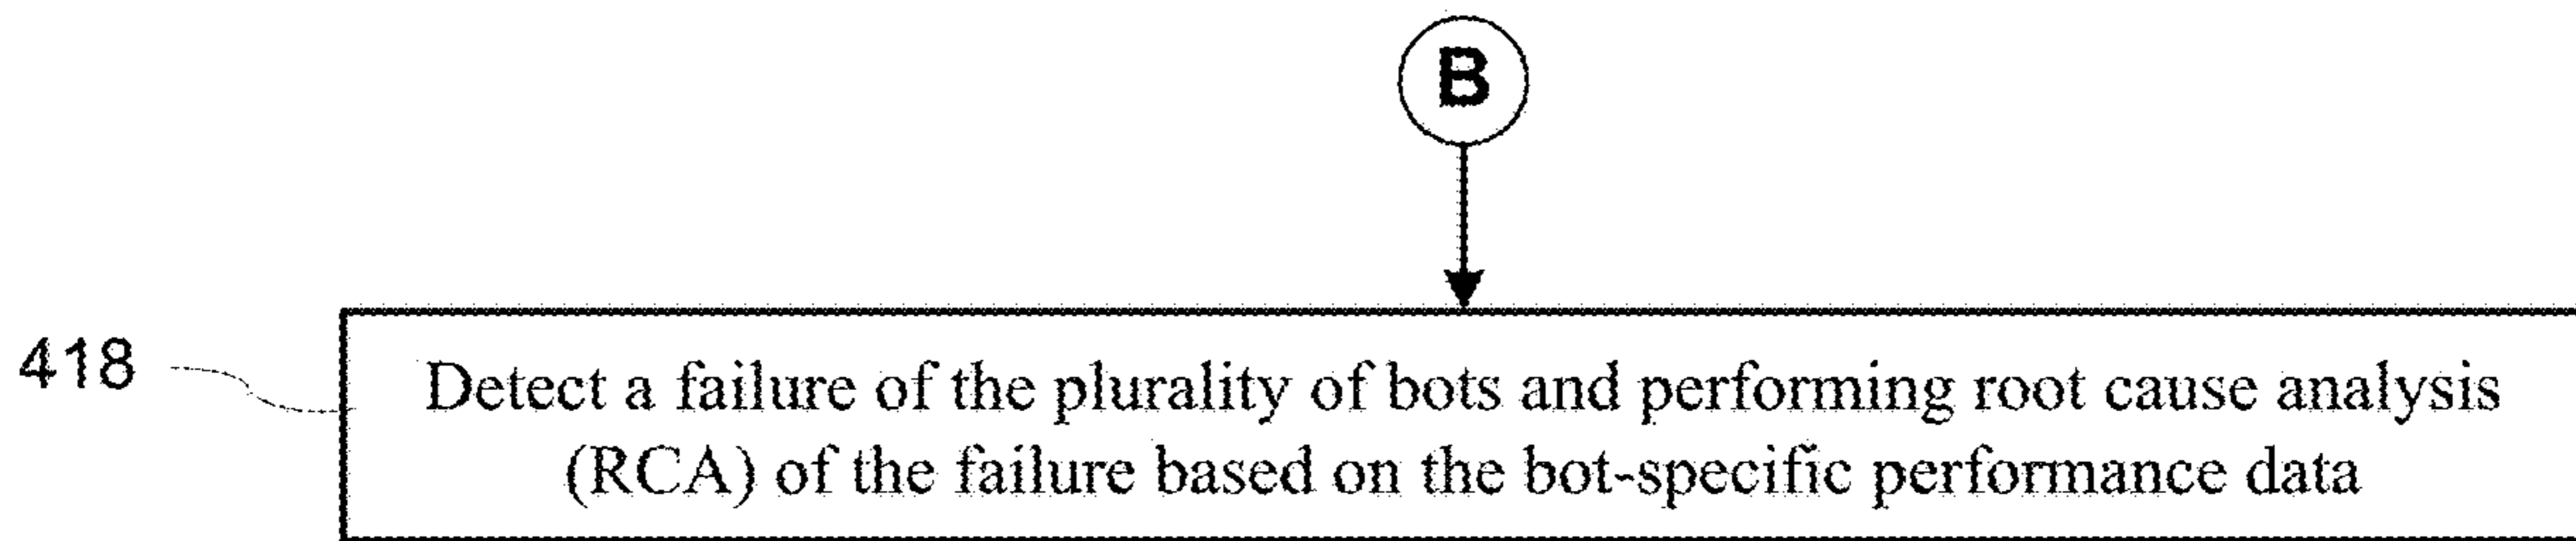 B
418
Detect a failure of the plurality of bots and performing root cause analysis
(RCA) of the failure based on the bot-specific performance data